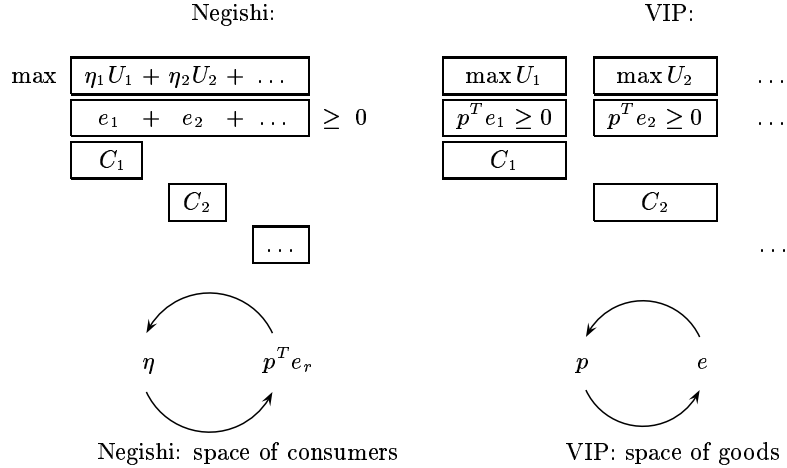 Negishi: VIP:
max η₁U₁ + η₂U₂ + ... max U₁ max U₂ ...
e₁ + e₂ + ... ≥ 0 pᵀe₁ ≥ 0 pᵀe₂ ≥ 0 ...
C₁ C₁
C₂ C₂
... ...
η pᵀeᵣ p e
Negishi: space of consumers VIP: space of goods